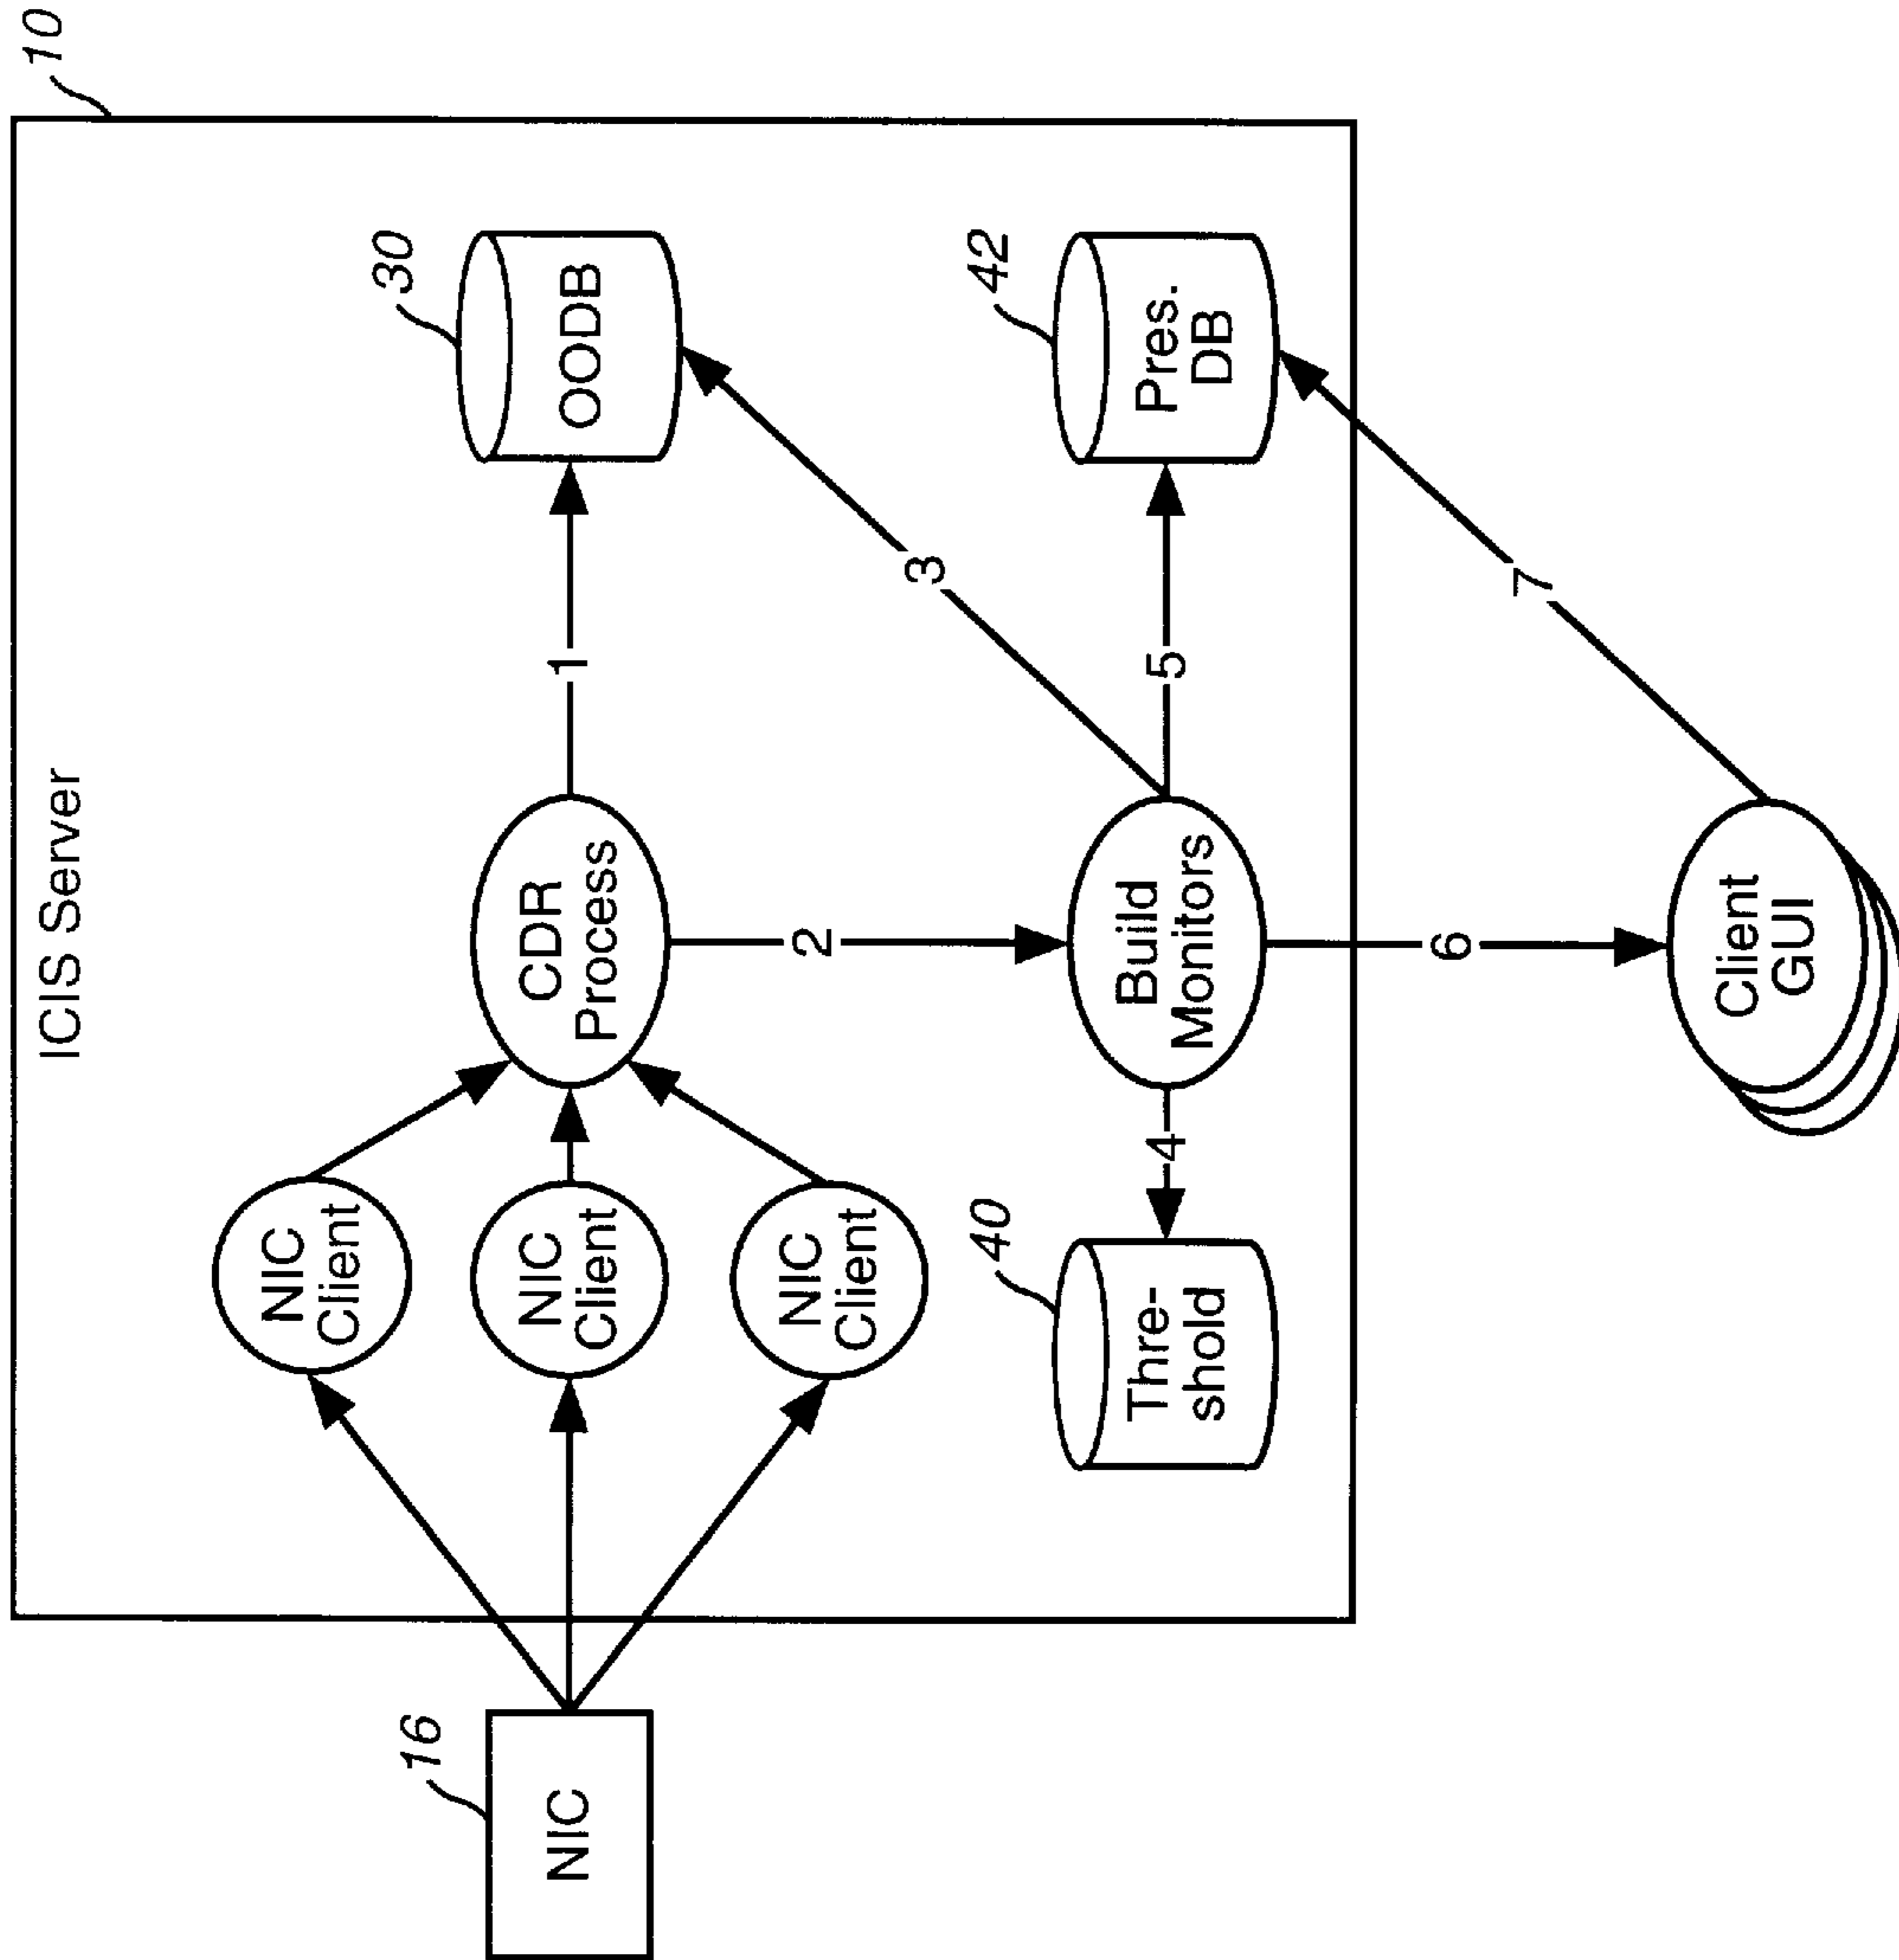 10
ICIS Server
NIC
Client
30
16
NIC
NIC
Client
CDR
Process
1
OODB
NIC
Client
2
3
40
42
Thre-
shold
4
Build
Monitors
5
Pres.
DB
6
7
Client
GUI